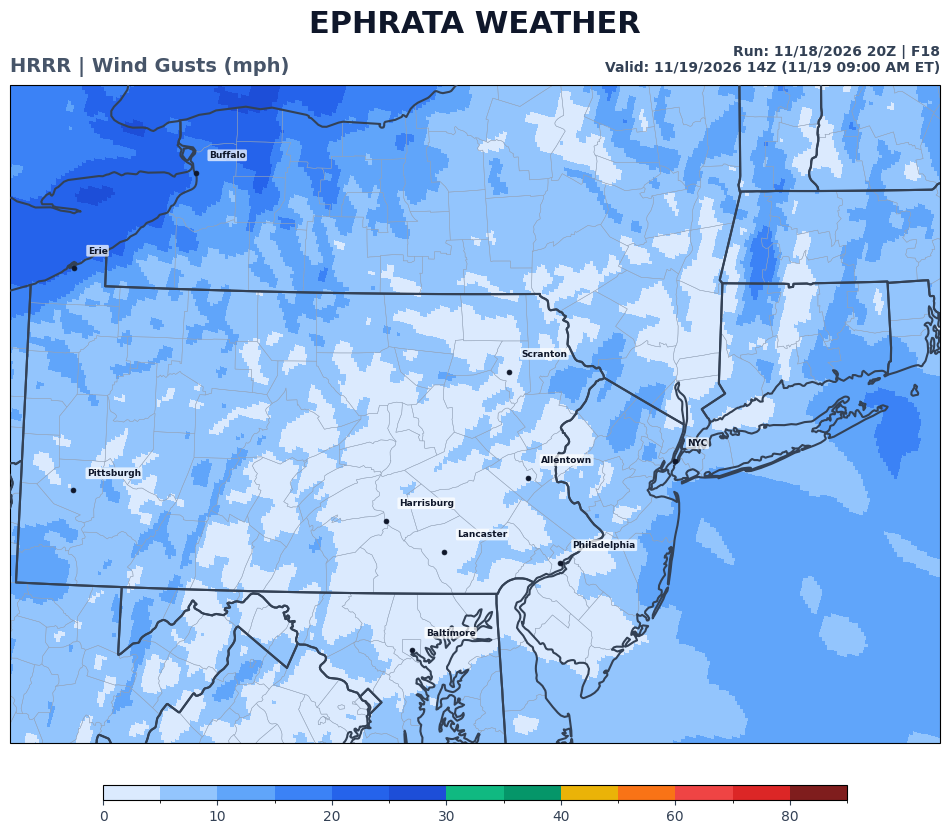 EPHRATA WEATHER
HRRR | Wind Gusts (mph)
Run: 11/18/2026 20Z | F18
Valid: 11/19/2026 14Z (11/19 09:00 AM ET)
Buffalo
Erie
Scranton
NYC
Allentown
Pittsburgh
Harrisburg
Lancaster
Philadelphia
Baltimore
0 10 20 30 40 50 60 70 80